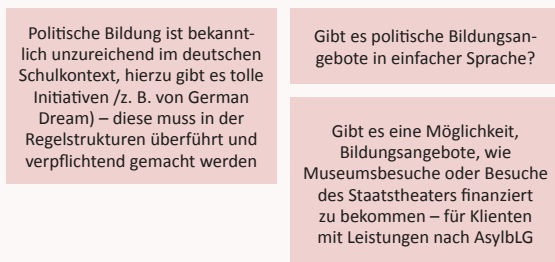 Politische Bildung ist bekannt-
lich unzureichend im deutschen
Schulkontext, hierzu gibt es tolle
Initiativen /z. B. von German
Dream) – diese muss in der
Regelstrukturen überführt und
verpflichtend gemacht werden
Gibt es politische Bildungsan-
gebote in einfacher Sprache?
Gibt es eine Möglichkeit,
Bildungsangebote, wie
Museumsbesuche oder Besuche
des Staatstheaters finanziert
zu bekommen – für Klienten
mit Leistungen nach AsylbLG